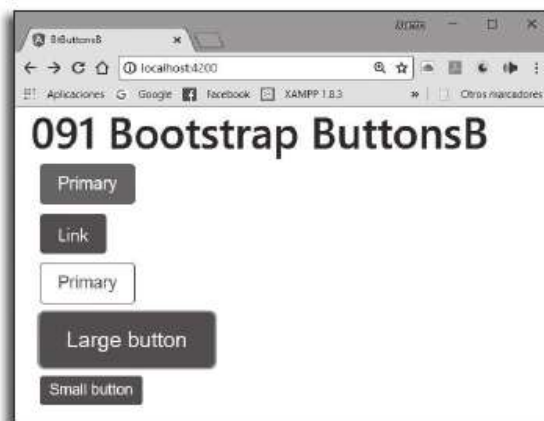 BtButtonsB
localhost:4200
Aplicaciones Google Facebook XAMPP 1.8.3 » Otros marcadores
091 Bootstrap ButtonsB
Primary
Link
Primary
Large button
Small button